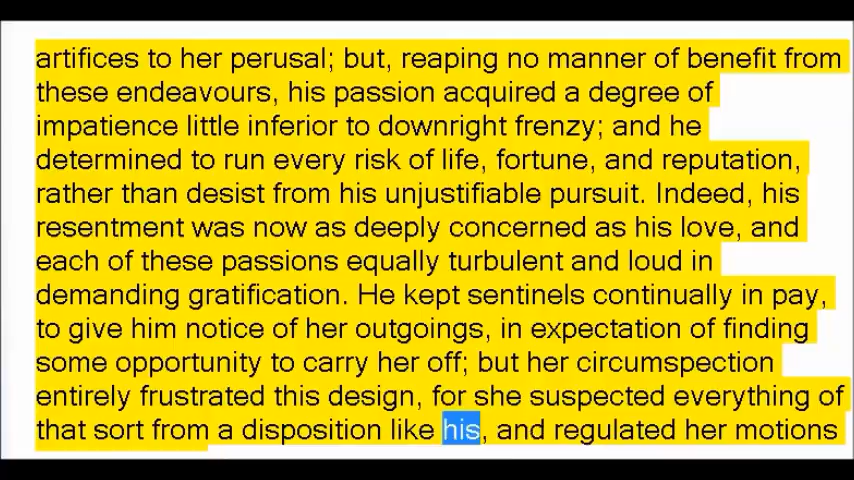 artifices to her perusal; but, reaping no manner of benefit from
these endeavours, his passion acquired a degree of
impatience little inferior to downright frenzy; and he
determined to run every risk of life, fortune, and reputation,
rather than desist from his unjustifiable pursuit. Indeed, his
resentment was now as deeply concerned as his love, and
each of these passions equally turbulent and loud in
demanding gratification. He kept sentinels continually in pay,
to give him notice of her outgoings, in expectation of finding
some opportunity to carry her off; but her circumspection
entirely frustrated this design, for she suspected everything of
that sort from a disposition like his, and regulated her motions